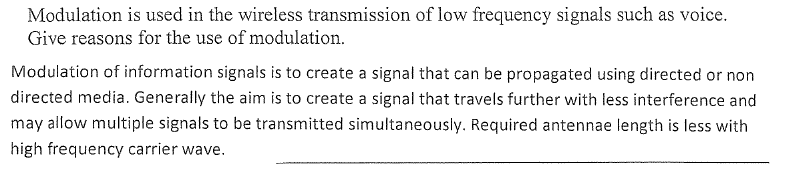 Modulation is used in the wireless transmission of low frequency signals such as voice.
Give reasons for the use of modulation.
Modulation of information signals is to create a signal that can be propagated using directed or non
directed media. Generally the aim is to create a signal that travels further with less interference and
may allow multiple signals to be transmitted simultaneously. Required antennae length is less with
high frequency carrier wave.